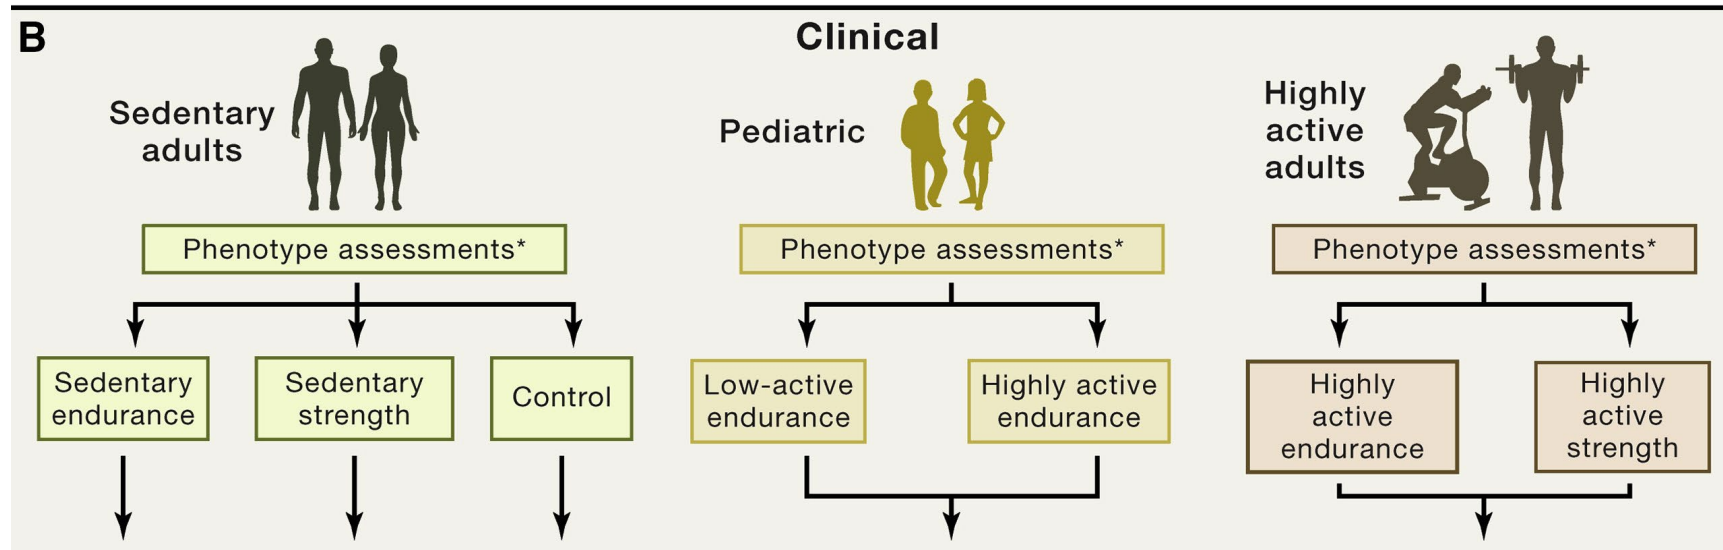 B
Clinical
Sedentary
adults
Phenotype assessments*
Sedentary
endurance
Sedentary
strength
Control
Pediatric
Phenotype assessments*
Low-active
endurance
Highly active
endurance
Highly
active
adults
Phenotype assessments*
Highly
active
endurance
Highly
active
strength